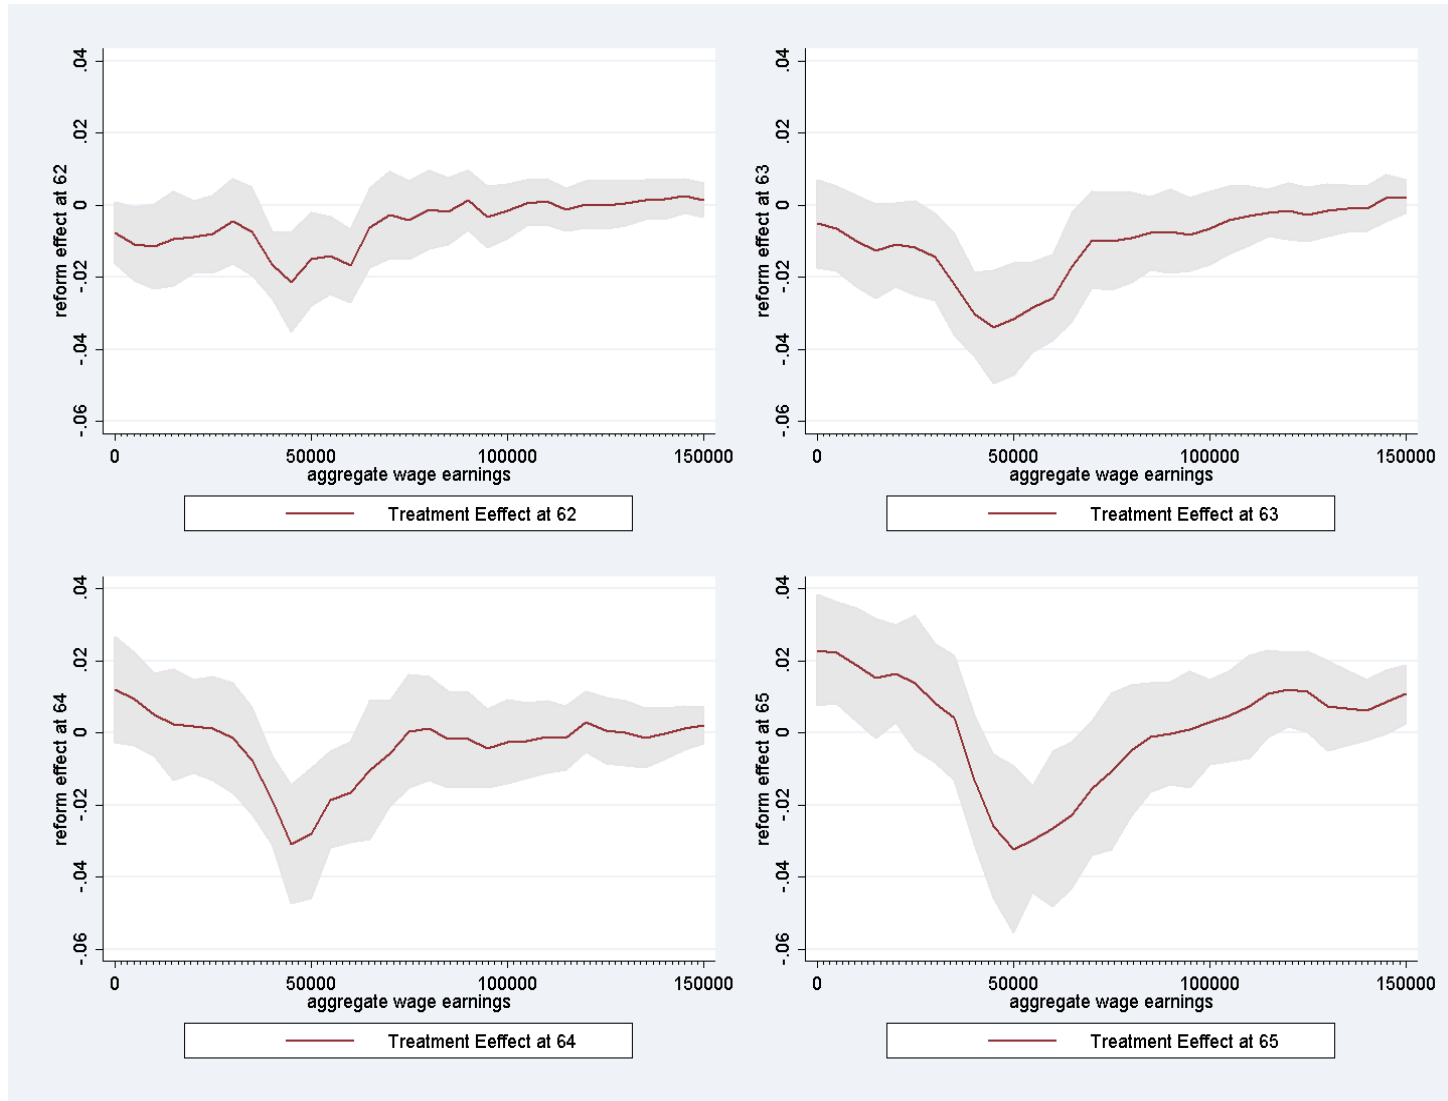 reform effect at 62
.04
.02
0
-.02
-.04
-.06
0 50000 100000 150000
aggregate wage earnings
Treatment Eeffect at 62
reform effect at 63
.04
.02
0
-.02
-.04
-.06
0 50000 100000 150000
aggregate wage earnings
Treatment Eeffect at 63
reform effect at 64
.04
.02
0
-.02
-.04
-.06
0 50000 100000 150000
aggregate wage earnings
Treatment Eeffect at 64
reform effect at 65
.04
.02
0
-.02
-.04
-.06
0 50000 100000 150000
aggregate wage earnings
Treatment Eeffect at 65